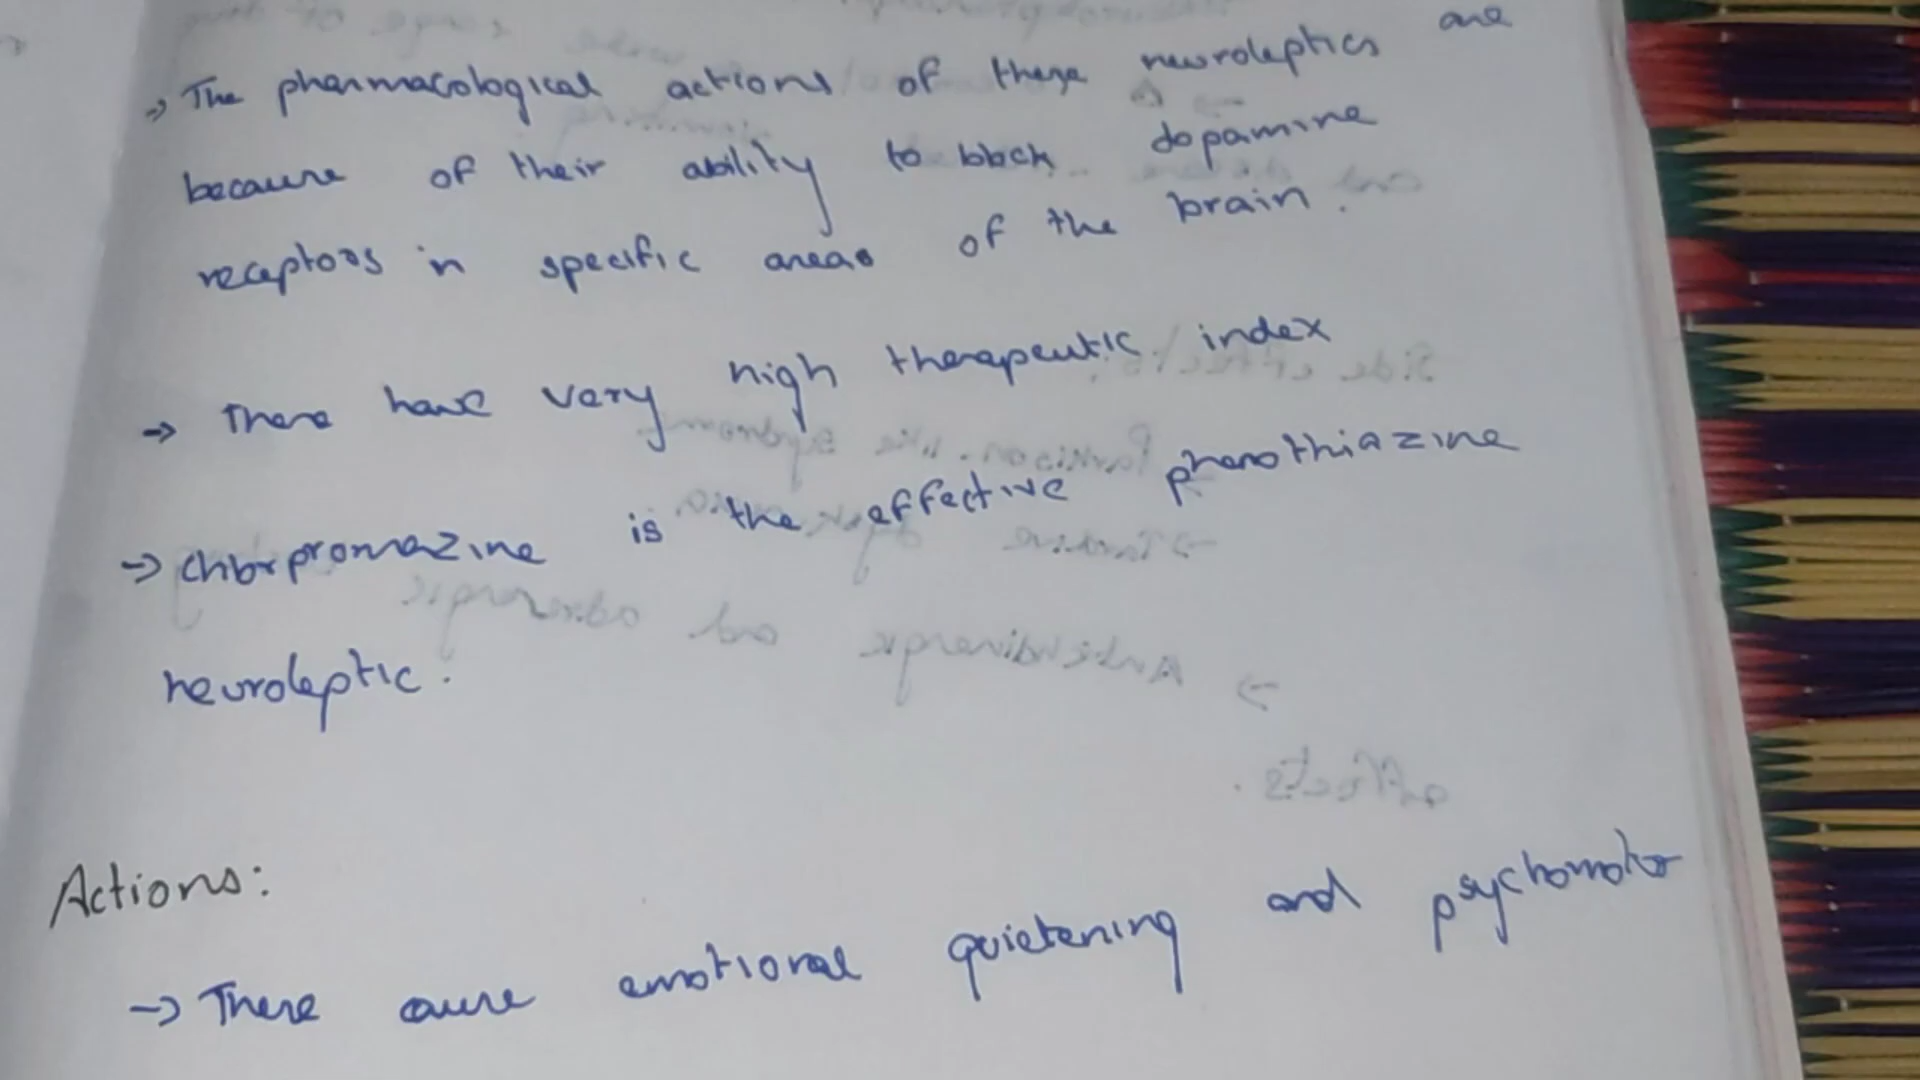 → The pharmacological actions of these neuroleptics are
because of their ability to block dopamine
receptors in specific areas of the brain.
→ These have very high therapeutic index
→ chlorpromazine is the effective phenothiazine
neuroleptic.
Actions:
→ These cause emotional quietening and psychomotor